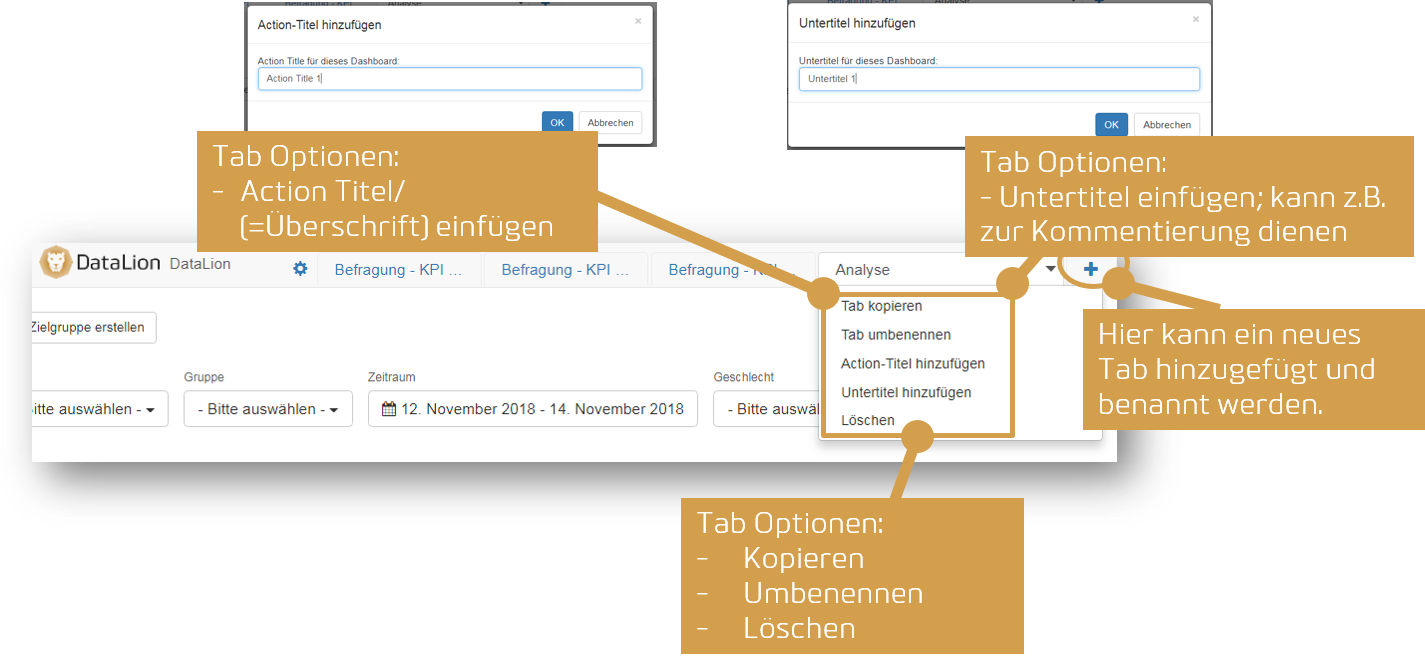 Action-Titel hinzufügen ×
Action Title für dieses Dashboard:
Action Title 1
OK Abbrechen
Untertitel hinzufügen ×
Untertitel für dieses Dashboard:
Untertitel 1
OK Abbrechen
Tab Optionen:
- Action Titel/
(=Überschrift) einfügen
Tab Optionen:
- Untertitel einfügen; kann z.B.
zur Kommentierung dienen
DataLion DataLion
Befragung - KPI ...
Befragung - KPI ...
Befragung - KPI ...
Analyse
Tab kopieren
Tab umbenennen
Action-Titel hinzufügen
Untertitel hinzufügen
Löschen
Zielgruppe erstellen
Gruppe
Zeitraum
Geschlecht
itte auswählen -
- Bitte auswählen -
12. November 2018 - 14. November 2018
- Bitte auswäl
Hier kann ein neues
Tab hinzugefügt und
benannt werden.
Tab Optionen:
- Kopieren
- Umbenennen
- Löschen